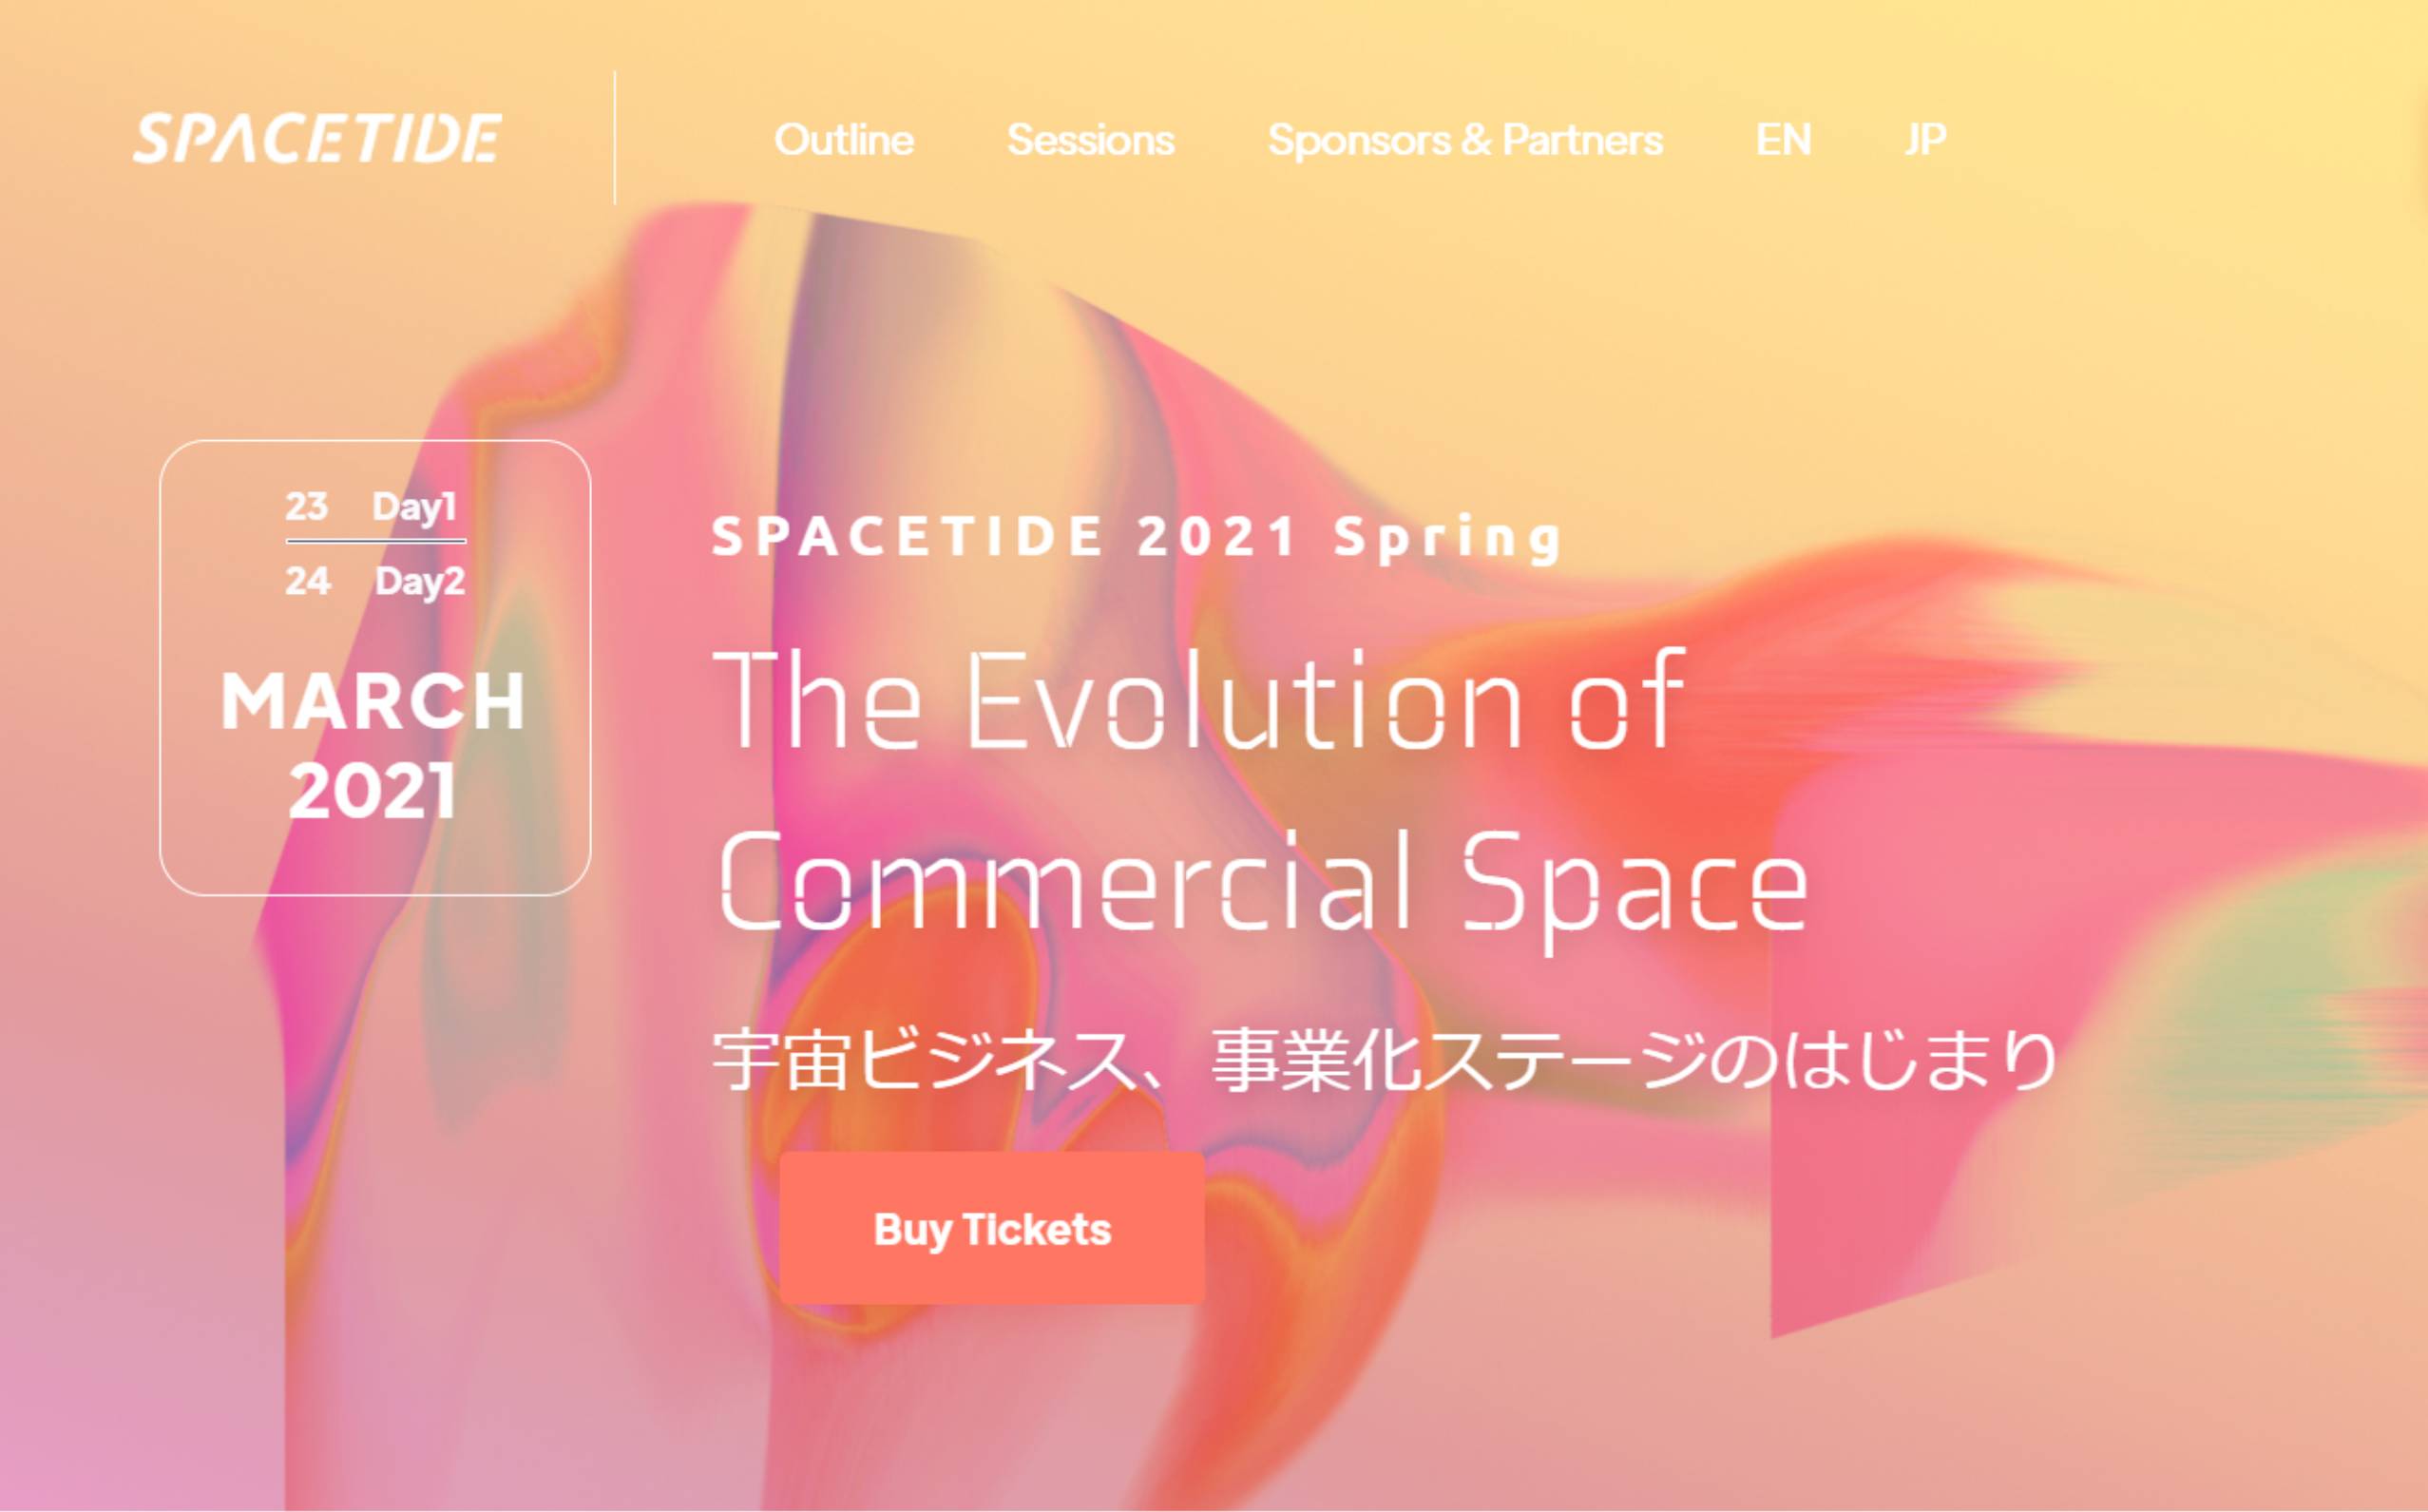 SPACETIDE
Outline
Sessions
Sponsors & Partners
EN
JP
23 Day1
24 Day2
MARCH
2021
SPACETIDE 2021 Spring
The Evolution of
Commercial Space
宇宙ビジネス、事業化ステージのはじまり
Buy Tickets